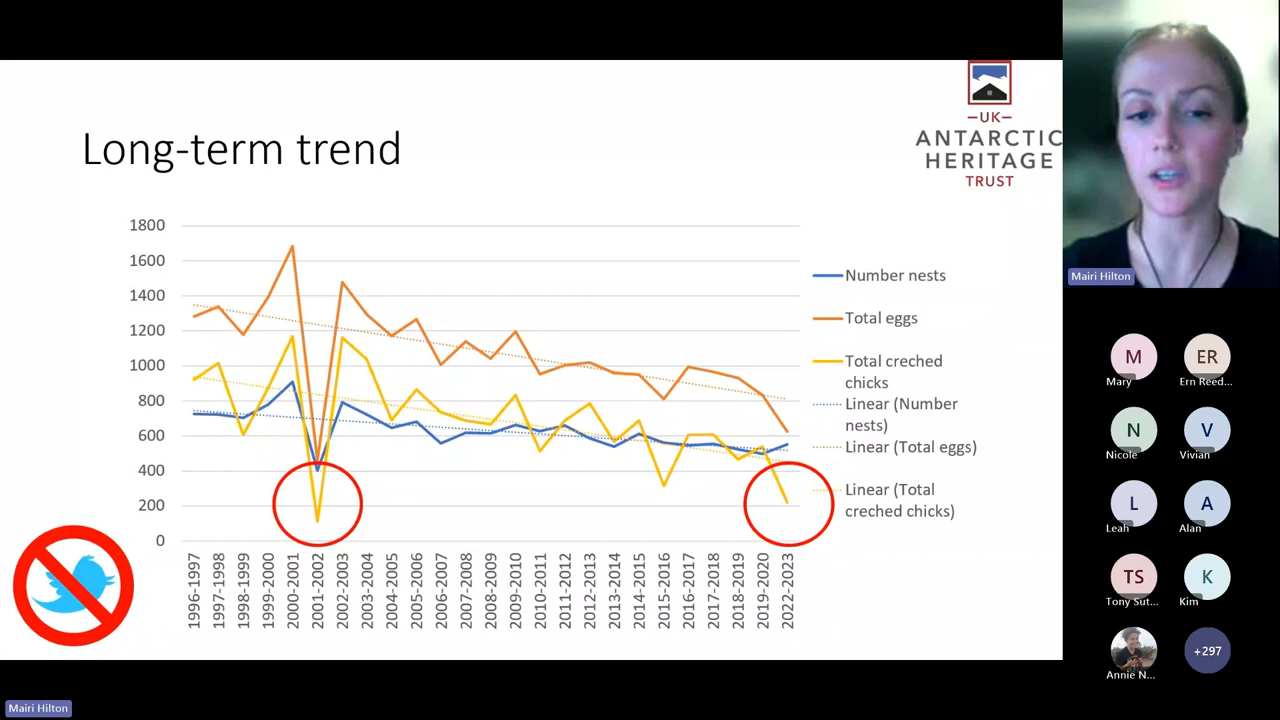 Long-term trend
—UK—
ANTARCTIC
HERITAGE
TRUST
1800
1600
1400
1200
1000
800
600
400
200
0
1996-1997
1997-1998
1998-1999
1999-2000
2000-2001
2001-2002
2002-2003
2003-2004
2004-2005
2005-2006
2006-2007
2007-2008
2008-2009
2009-2010
2010-2011
2011-2012
2012-2013
2013-2014
2014-2015
2015-2016
2016-2017
2017-2018
2018-2019
2019-2020
2022-2023
Number nests
Total eggs
Total creched
chicks
Linear (Number
nests)
Linear (Total eggs)
Linear (Total
creched chicks)
Mairi Hilton
M
Mary
ER
Ern Reed...
N
Nicole
V
Vivian
L
Leah
A
Alan
TS
Tony Sut...
K
Kim
Annie N...
+297
Mairi Hilton